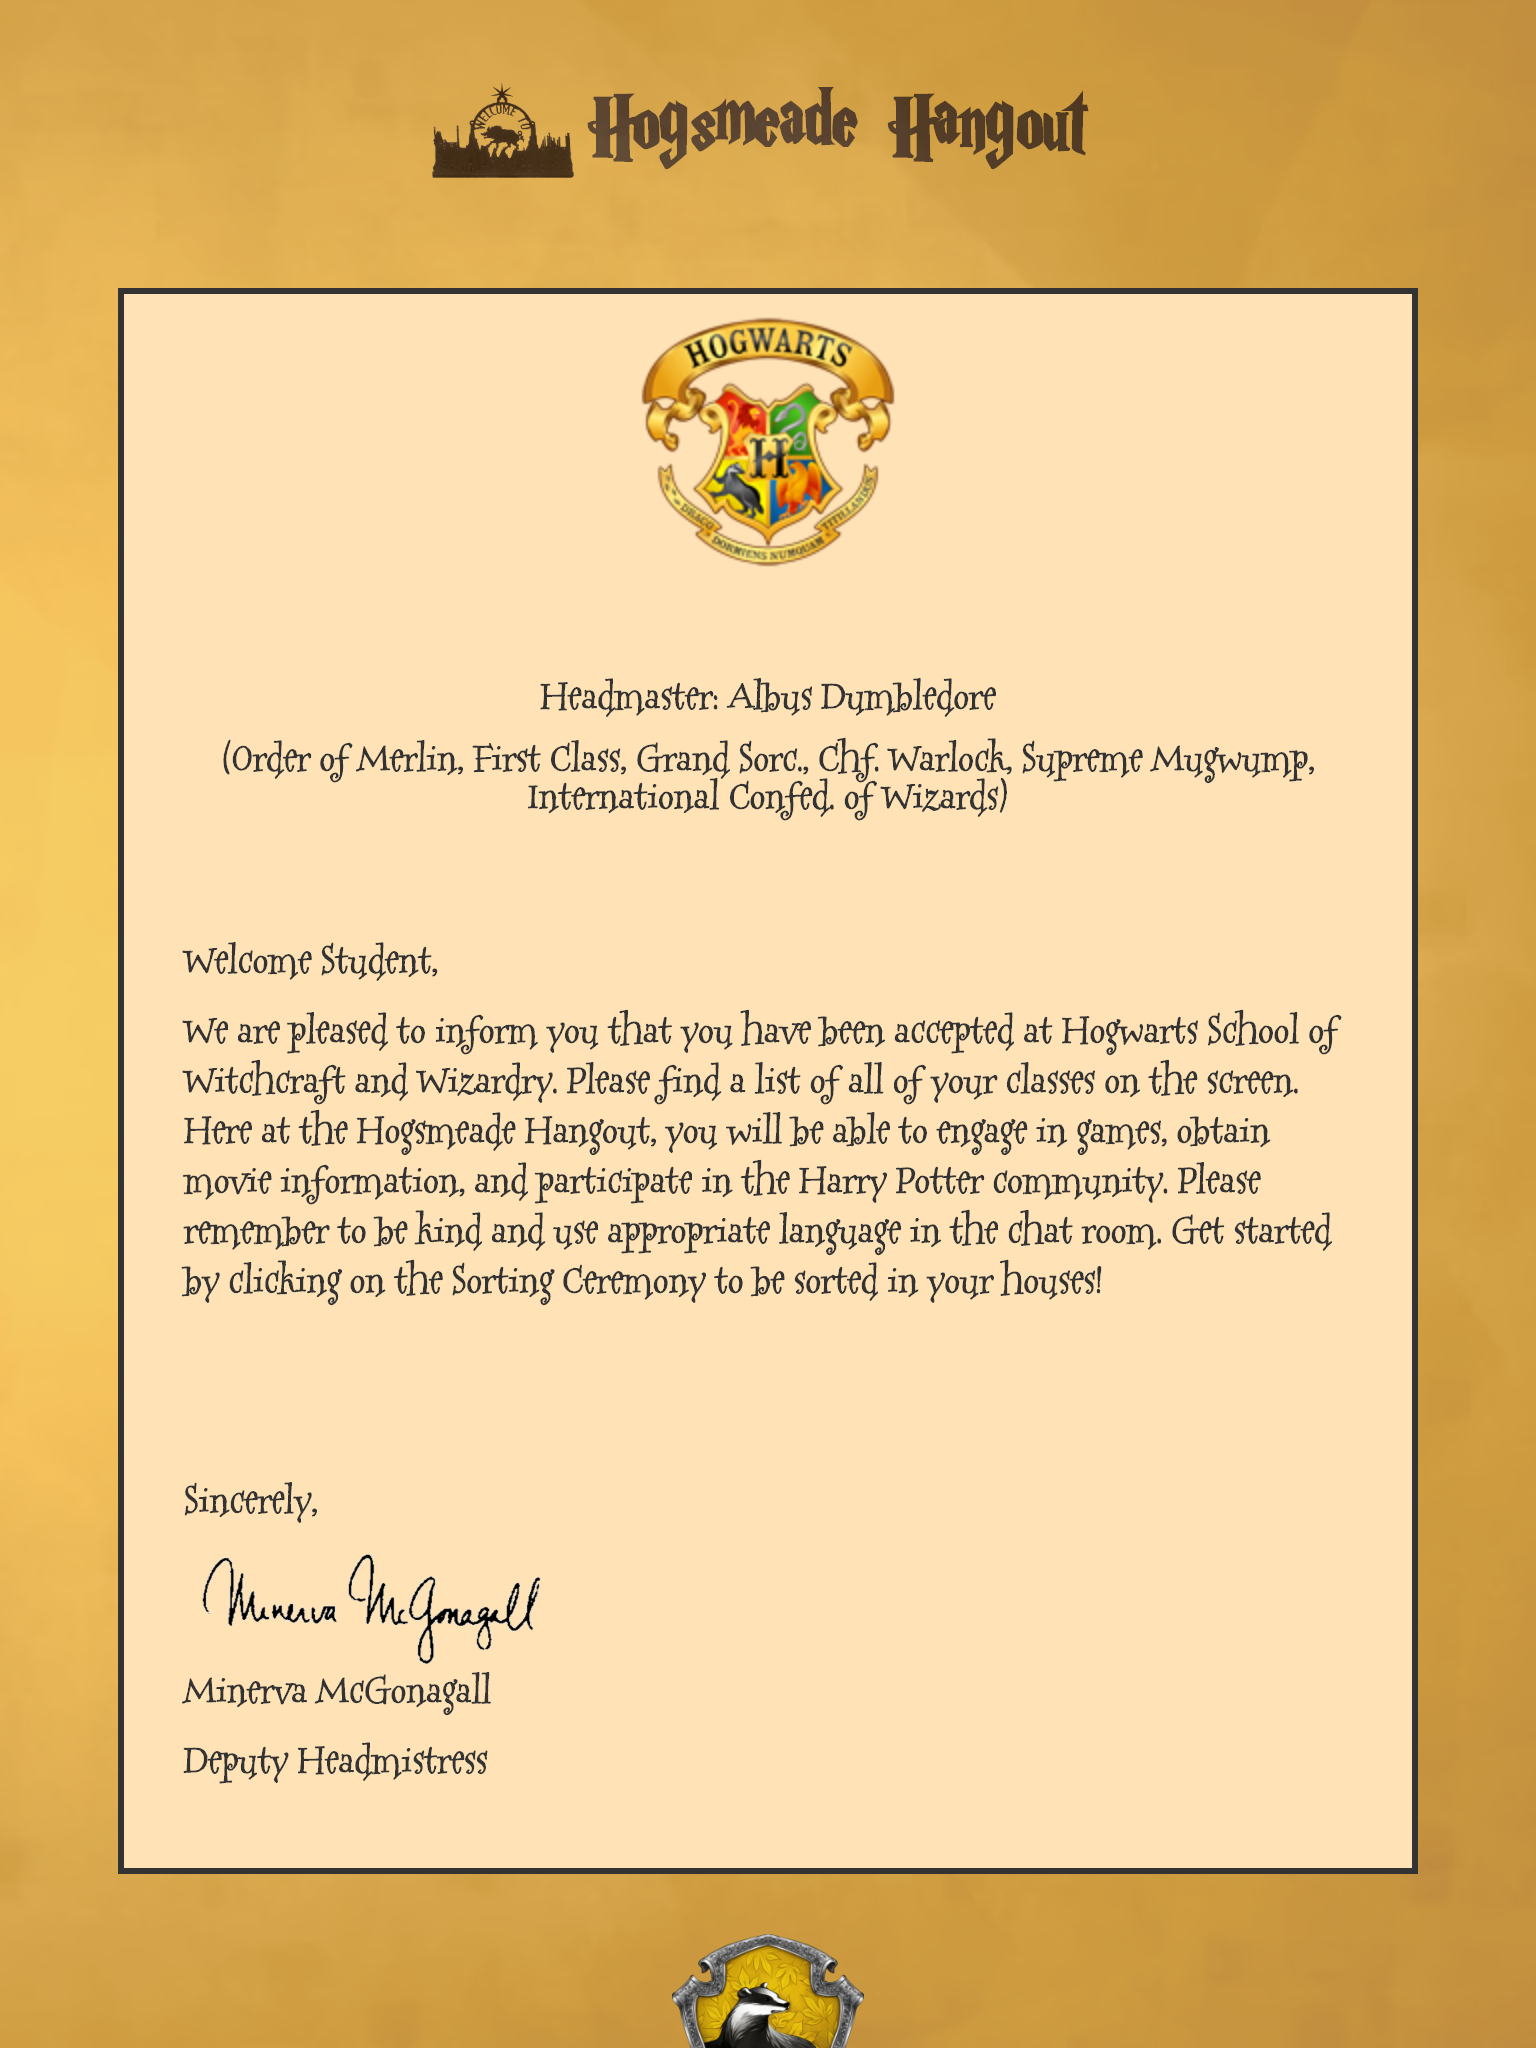 WELCOME TO
Hogsmeade Hangout
HOGWARTS
H
DRACO DORMIENS NUMQUAM TITILLANDUS
Headmaster: Albus Dumbledore
(Order of Merlin, First Class, Grand Sorc., Chf. Warlock, Supreme Mugwump,
International Confed. of Wizards)
Welcome Student,
We are pleased to inform you that you have been accepted at Hogwarts School of
Witchcraft and Wizardry. Please find a list of all of your classes on the screen.
Here at the Hogsmeade Hangout, you will be able to engage in games, obtain
movie information, and participate in the Harry Potter community. Please
remember to be kind and use appropriate language in the chat room. Get started
by clicking on the Sorting Ceremony to be sorted in your houses!
Sincerely,
Minerva McGonagall
Minerva McGonagall
Deputy Headmistress